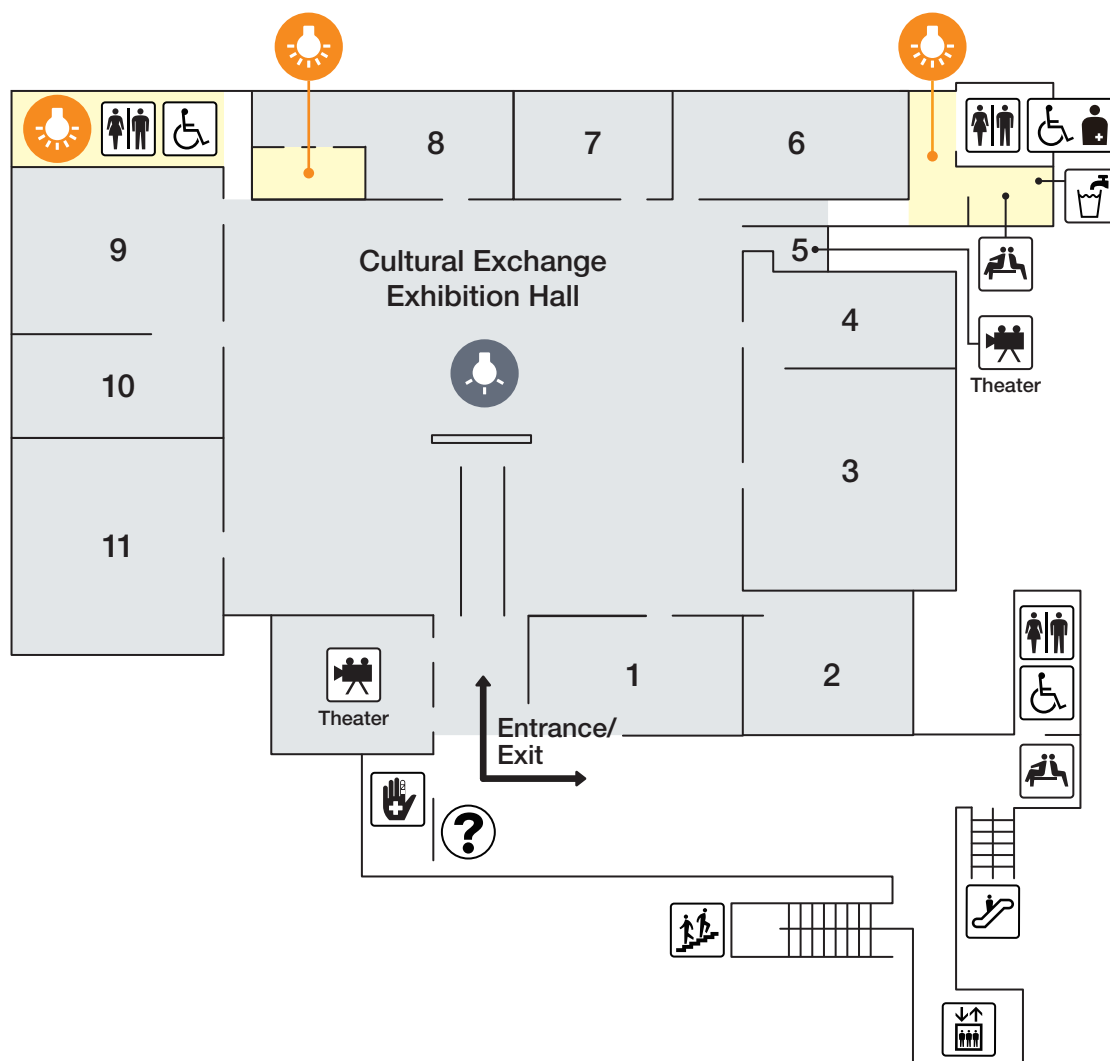 8
7
6
9
Cultural Exchange
Exhibition Hall
5
4
10
Theater
3
11
Theater
1
2
Entrance/
Exit
?